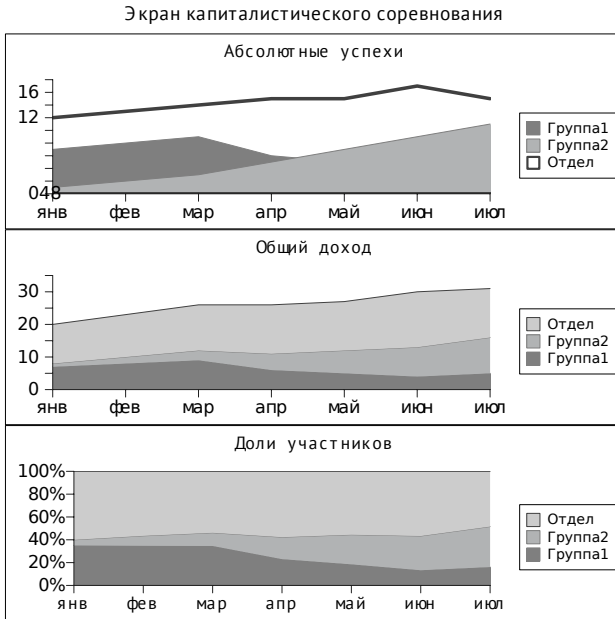 Экран капиталистического соревнования
Абсолютные успехи
16
12
048
янв фев мар апр май июн июл
Группа1
Группа2
Отдел
Общий доход
30
20
10
0
янв фев мар апр май июн июл
Отдел
Группа2
Группа1
Доли участников
100%
80%
60%
40%
20%
0%
янв фев мар апр май июн июл
Отдел
Группа2
Группа1